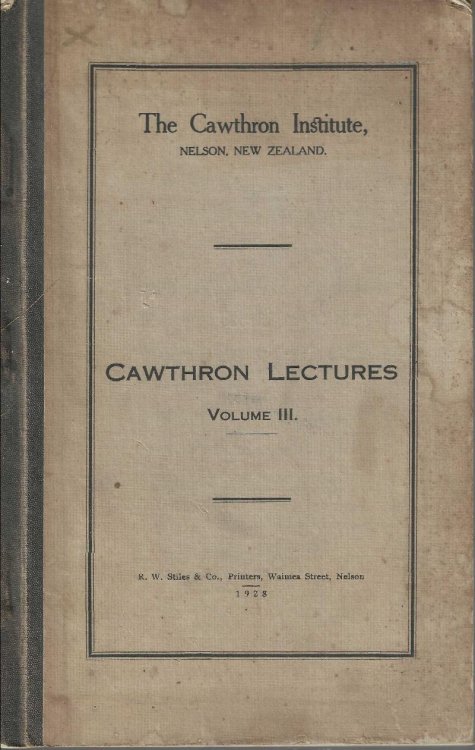 The Cawthron Institute,
NELSON, NEW ZEALAND.
CAWTHRON LECTURES
VOLUME III.
R. W. Stiles & Co., Printers, Waimea Street, Nelson
1928